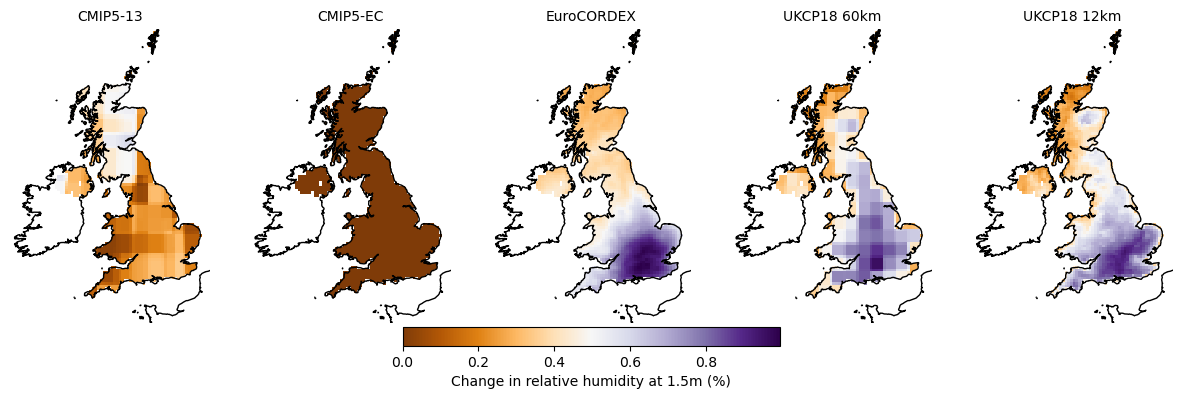 CMIP5-13 CMIP5-EC EuroCORDEX UKCP18 60km UKCP18 12km
0.0 0.2 0.4 0.6 0.8
Change in relative humidity at 1.5m (%)